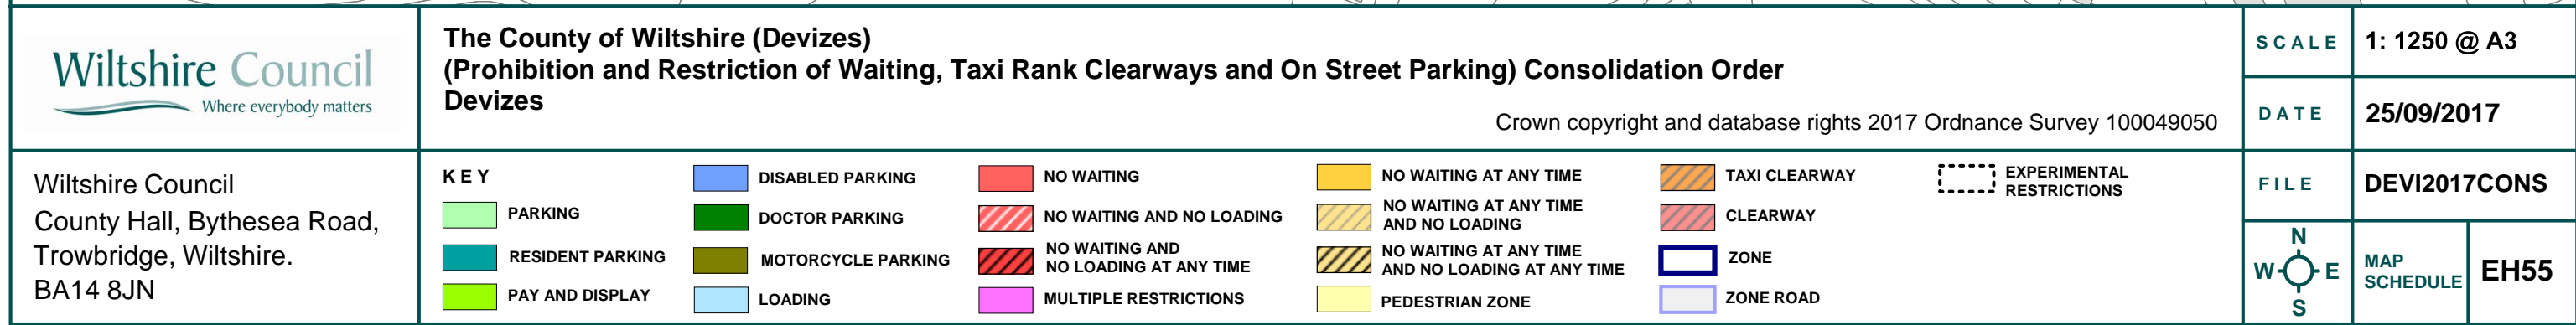 Wiltshire Council
Where everybody matters
The County of Wiltshire (Devizes)
(Prohibition and Restriction of Waiting, Taxi Rank Clearways and On Street Parking) Consolidation Order
Devizes
Crown copyright and database rights 2017 Ordnance Survey 100049050
SCALE 1: 1250 @ A3
DATE 25/09/2017
Wiltshire Council
County Hall, Bythesea Road,
Trowbridge, Wiltshire.
BA14 8JN
KEY
PARKING
RESIDENT PARKING
PAY AND DISPLAY
DISABLED PARKING
DOCTOR PARKING
MOTORCYCLE PARKING
LOADING
NO WAITING
NO WAITING AND NO LOADING
NO WAITING AND
NO LOADING AT ANY TIME
MULTIPLE RESTRICTIONS
NO WAITING AT ANY TIME
NO WAITING AT ANY TIME
AND NO LOADING
NO WAITING AT ANY TIME
AND NO LOADING AT ANY TIME
PEDESTRIAN ZONE
TAXI CLEARWAY
CLEARWAY
ZONE
ZONE ROAD
EXPERIMENTAL
RESTRICTIONS
FILE DEVI2017CONS
N
W E
S
MAP
SCHEDULE
EH55